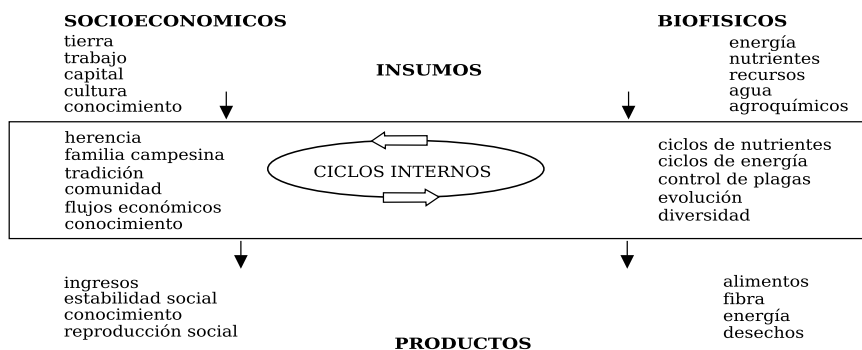 SOCIOECONOMICOS
tierra
trabajo
capital
cultura
conocimiento
INSUMOS
BIOFISICOS
energía
nutrientes
recursos
agua
agroquímicos
herencia
familia campesina
tradición
comunidad
flujos económicos
conocimiento
CICLOS INTERNOS
ciclos de nutrientes
ciclos de energía
control de plagas
evolución
diversidad
ingresos
estabilidad social
conocimiento
reproducción social
PRODUCTOS
alimentos
fibra
energía
desechos